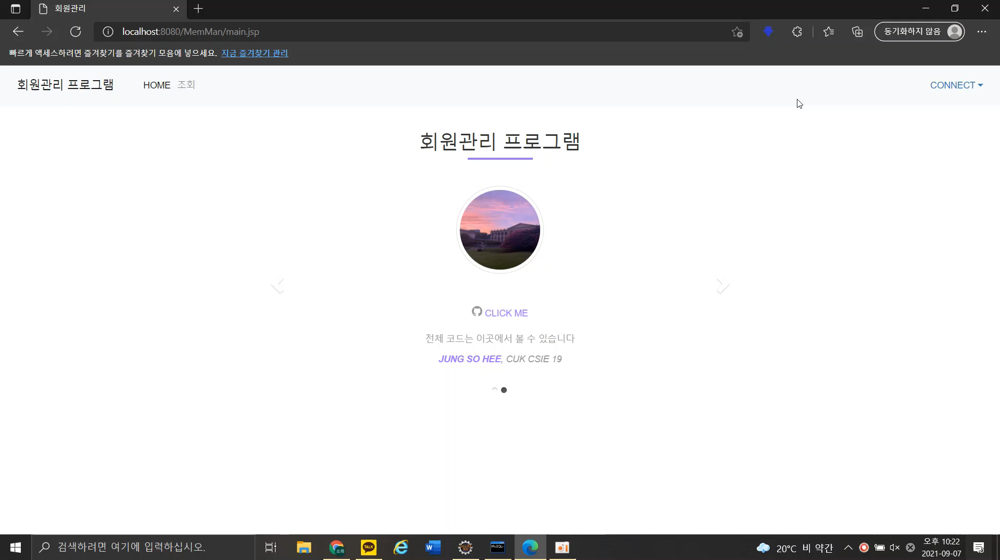 회원관리
localhost:8080/MemMan/main.jsp
동기화하지 않음
빠르게 액세스하려면 즐겨찾기를 즐겨찾기 모음에 넣으세요. 지금 즐겨찾기 관리
회원관리 프로그램
HOME
조회
CONNECT
회원관리 프로그램
CLICK ME
전체 코드는 이곳에서 볼 수 있습니다
JUNG SO HEE, CUK CSIE 19
검색하려면 여기에 입력하십시오.
소희
TALK
W
MySQL
20°C 비 약간
오후 10:22
2021-09-07